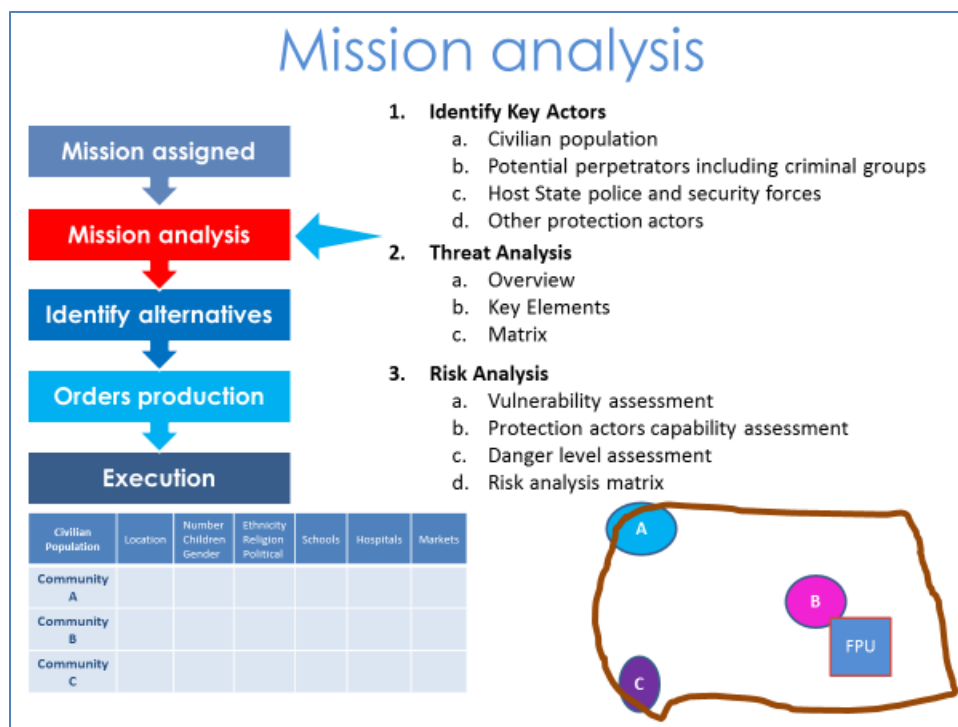 Mission analysis
Mission assigned
Mission analysis
Identify alternatives
Orders production
Execution
1. Identify Key Actors
a. Civilian population
b. Potential perpetrators including criminal groups
c. Host State police and security forces
d. Other protection actors
2. Threat Analysis
a. Overview
b. Key Elements
c. Matrix
3. Risk Analysis
a. Vulnerability assessment
b. Protection actors capability assessment
c. Danger level assessment
d. Risk analysis matrix
Civilian
Population
Location
Number
Children
Gender
Ethnicity
Religion
Political
Schools
Hospitals
Markets
Community
A
Community
B
Community
C
A
B
FPU
C